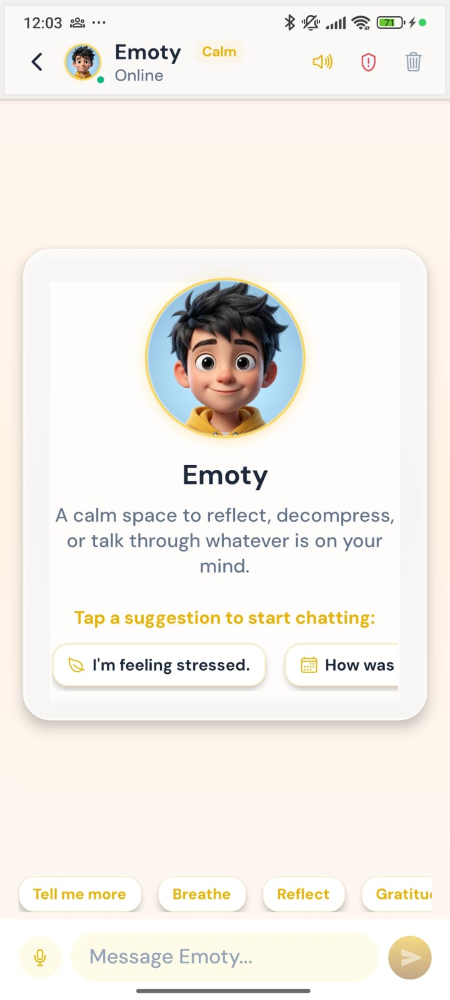 12:03
71
Emoty
Calm
Online
Emoty
A calm space to reflect, decompress,
or talk through whatever is on your
mind.
Tap a suggestion to start chatting:
I'm feeling stressed.
How was
Tell me more
Breathe
Reflect
Gratitu
Message Emoty...